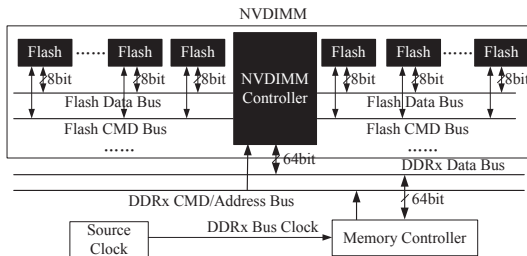 NVDIMM
Flash ...... Flash Flash NVDIMM Controller Flash Flash ...... Flash
8bit 8bit 8bit 8bit 8bit 8bit
Flash Data Bus Flash Data Bus
Flash CMD Bus Flash CMD Bus
...... ......
64bit
DDRx Data Bus
DDRx CMD/Address Bus
64bit
DDRx Bus Clock
Source Clock
Memory Controller